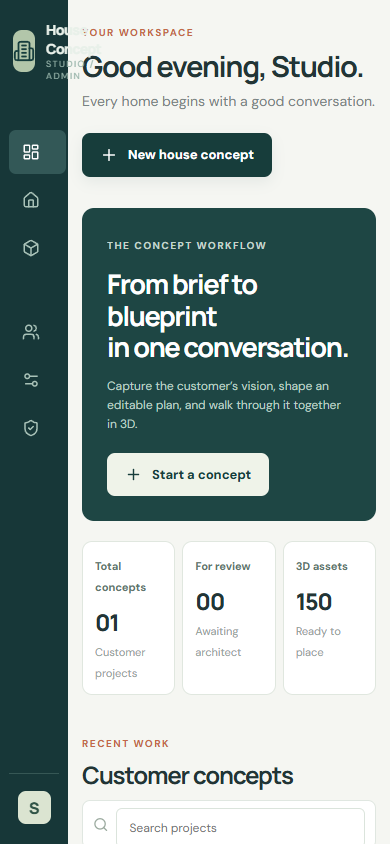 House
Concept
STUDIO /
ADMIN
YOUR WORKSPACE
Good evening, Studio.
Every home begins with a good conversation.
New house concept
THE CONCEPT WORKFLOW
From brief to
blueprint
in one conversation.
Capture the customer’s vision, shape an
editable plan, and walk through it together
in 3D.
Start a concept
Total
concepts
01
Customer
projects
For review
00
Awaiting
architect
3D assets
150
Ready to
place
RECENT WORK
Customer concepts
Search projects
S